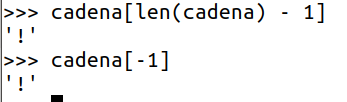 >>> cadena[len(cadena) - 1]
'!'
>>> cadena[-1]
'!'